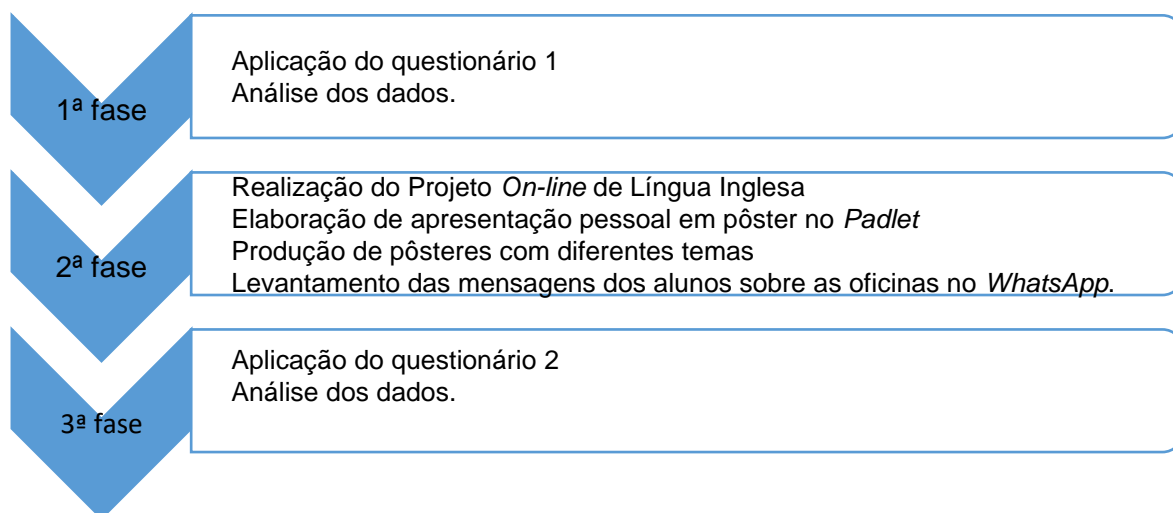 1ª fase
Aplicação do questionário 1
Análise dos dados.
2ª fase
Realização do Projeto On-line de Língua Inglesa
Elaboração de apresentação pessoal em pôster no Padlet
Produção de pôsteres com diferentes temas
Levantamento das mensagens dos alunos sobre as oficinas no WhatsApp.
3ª fase
Aplicação do questionário 2
Análise dos dados.